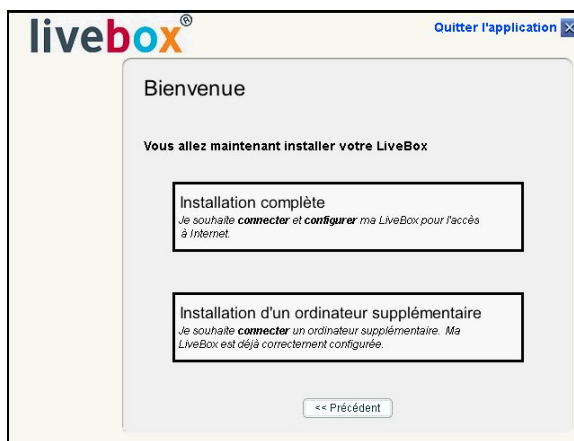 livebox®
Quitter l'application
Bienvenue
Vous allez maintenant installer votre LiveBox
Installation complète
Je souhaite connecter et configurer ma LiveBox pour l'accès
à Internet.
Installation d'un ordinateur supplémentaire
Je souhaite connecter un ordinateur supplémentaire. Ma
LiveBox est déjà correctement configurée.
<< Précédent